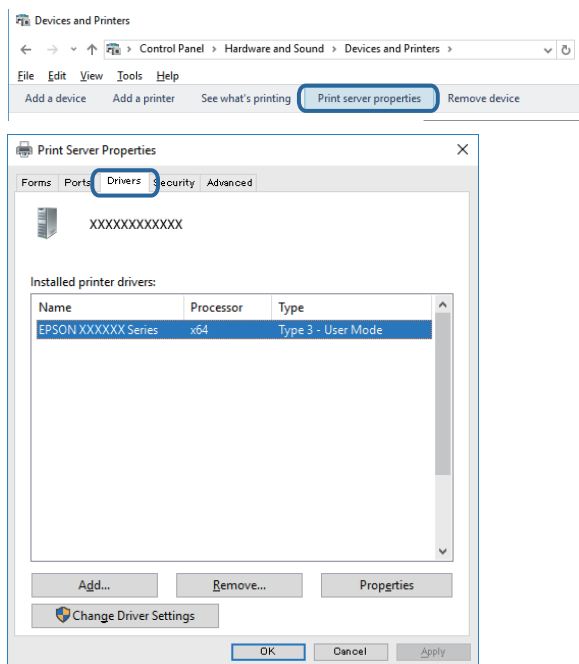 Devices and Printers
Control Panel > Hardware and Sound > Devices and Printers >
File Edit View Tools Help
Add a device Add a printer See what's printing Print server properties Remove device
Print Server Properties
Forms Ports Drivers Security Advanced
XXXXXXXXXXXX
Installed printer drivers:
Name Processor Type
EPSON XXXXXX Series x64 Type 3 - User Mode
Add... Remove... Properties
Change Driver Settings
OK Cancel Apply